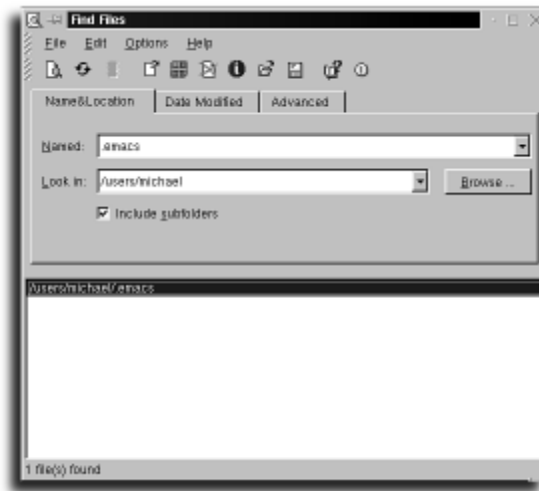 Find Files
File Edit Options Help
Name&Location Date Modified Advanced
Named: .emacs
Look in: /users/michael Browse ...
Include subfolders
/users/michael/.emacs
1 file(s) found